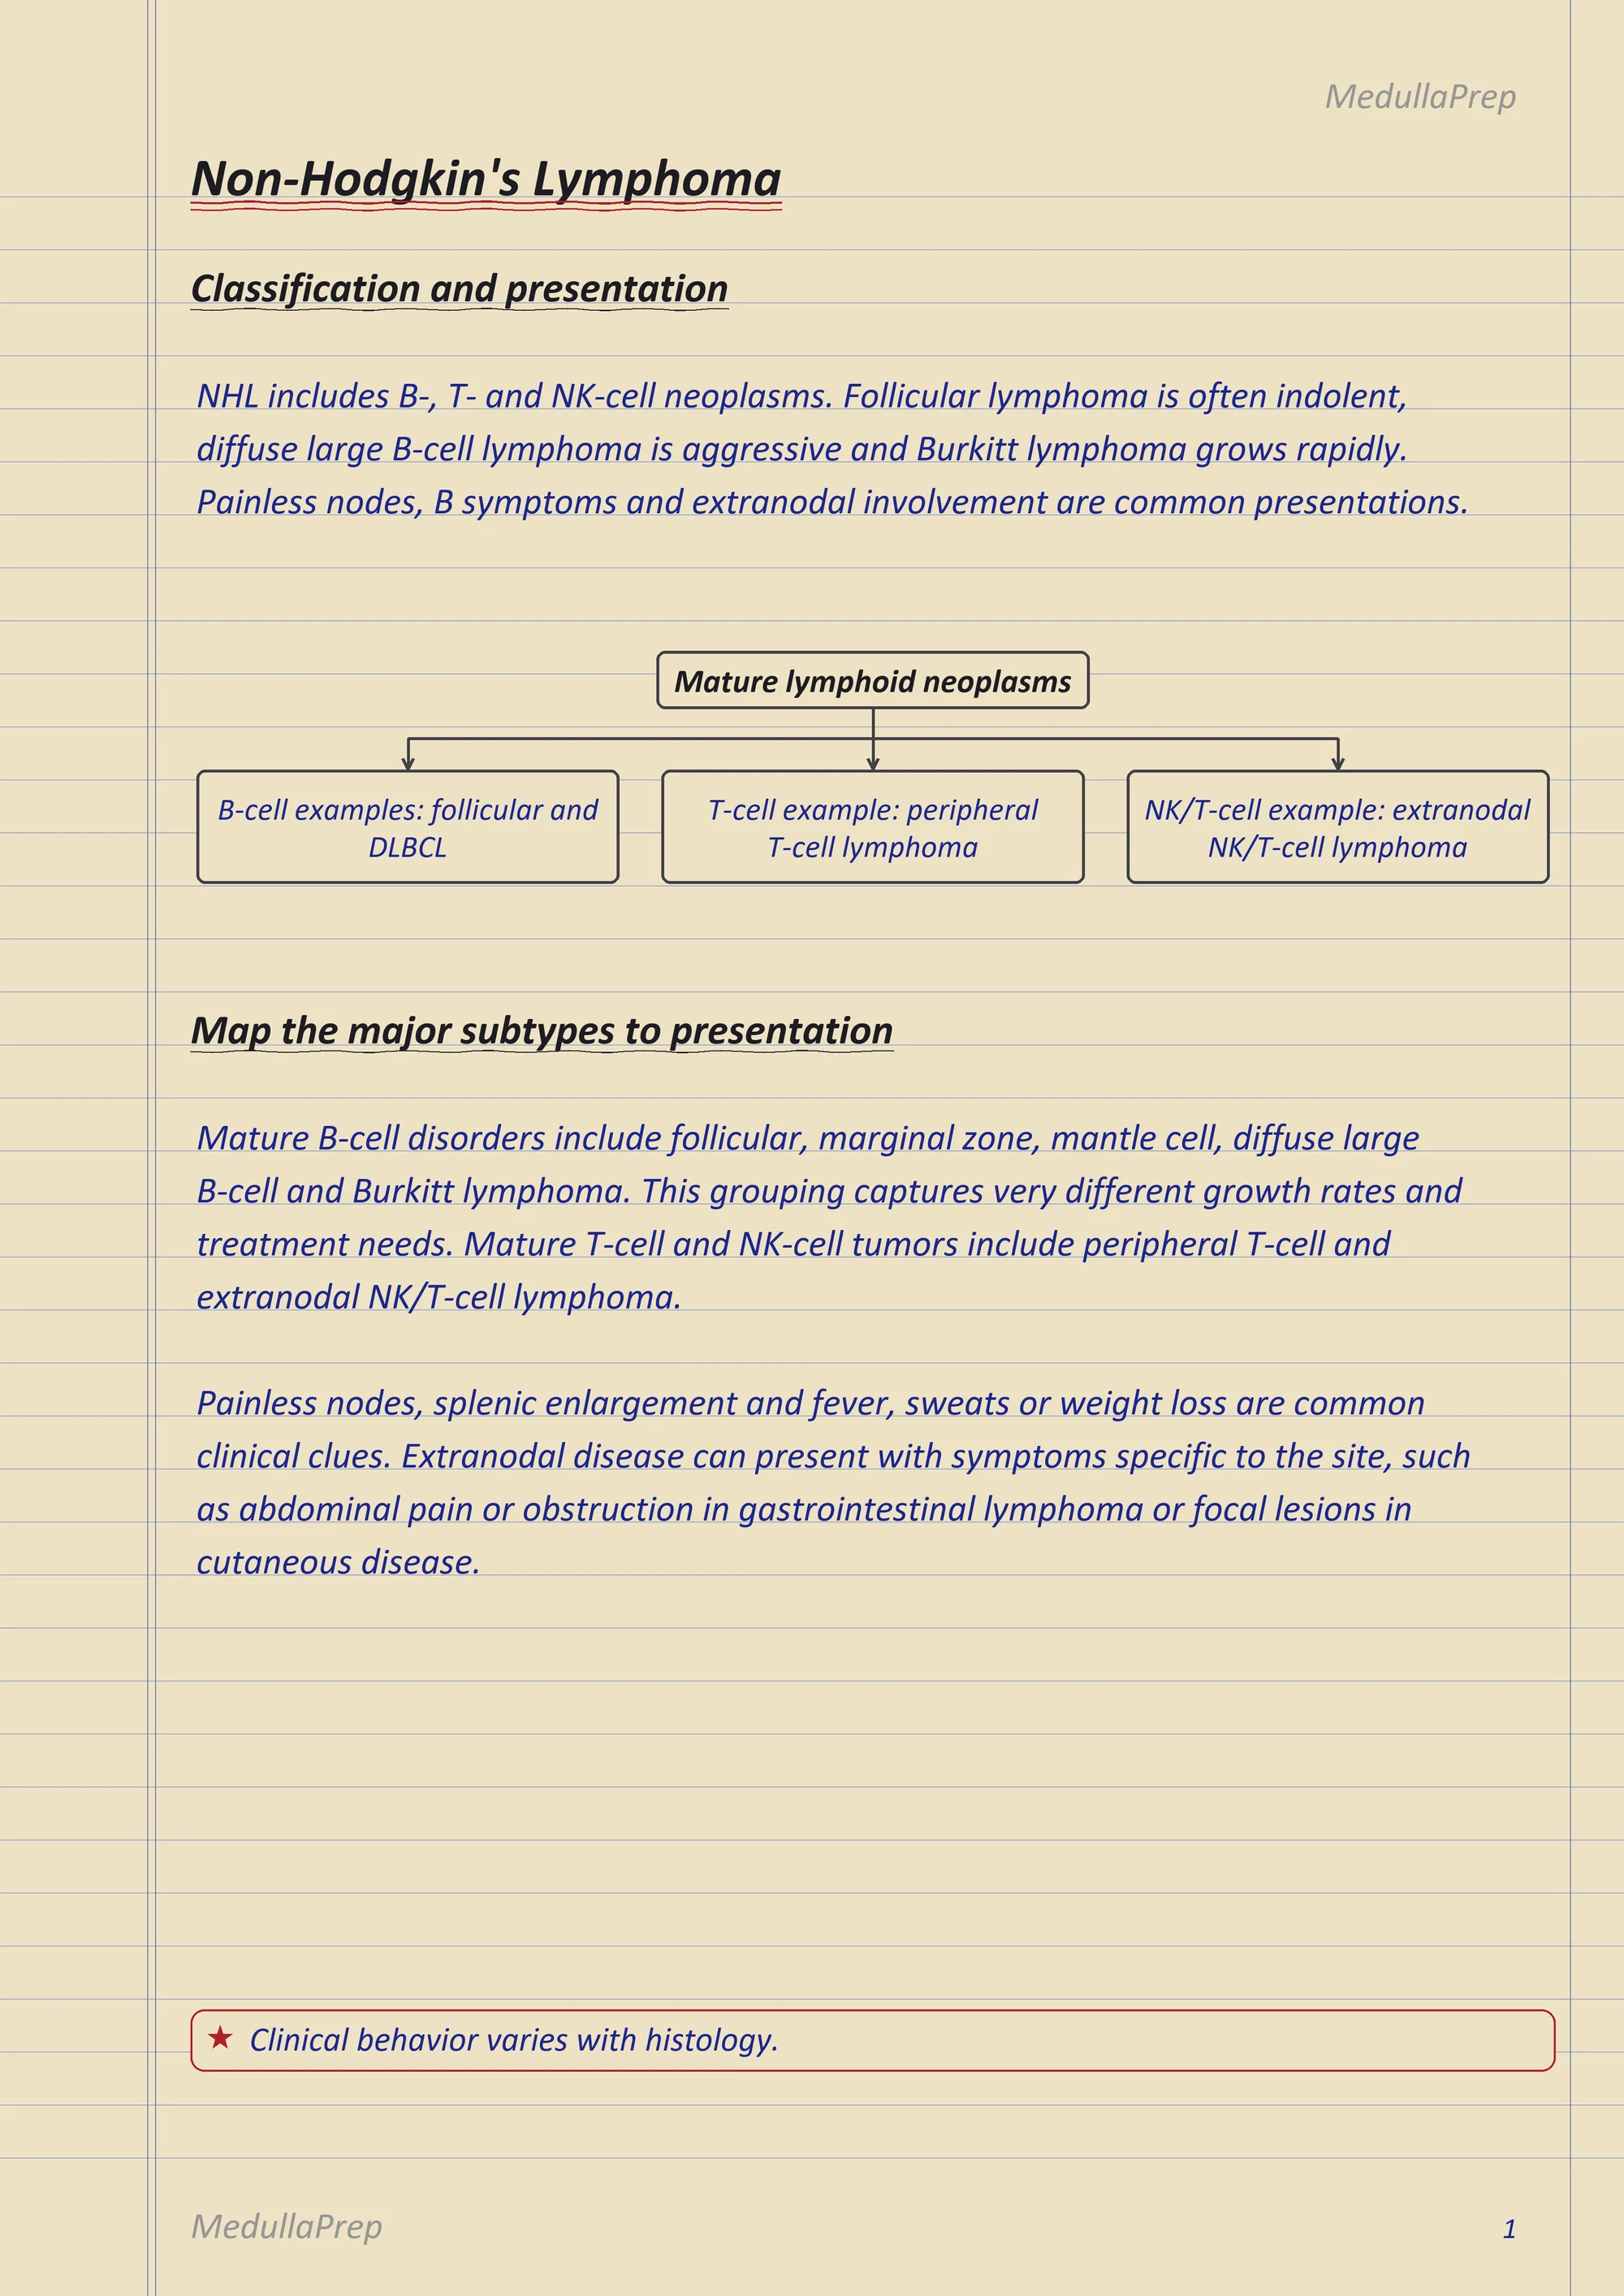 MedullaPrep
Non-Hodgkin's Lymphoma
Classification and presentation
NHL includes B-, T- and NK-cell neoplasms. Follicular lymphoma is often indolent,
diffuse large B-cell lymphoma is aggressive and Burkitt lymphoma grows rapidly.
Painless nodes, B symptoms and extranodal involvement are common presentations.
Mature lymphoid neoplasms
B-cell examples: follicular and
DLBCL
T-cell example: peripheral
T-cell lymphoma
NK/T-cell example: extranodal
NK/T-cell lymphoma
Map the major subtypes to presentation
Mature B-cell disorders include follicular, marginal zone, mantle cell, diffuse large
B-cell and Burkitt lymphoma. This grouping captures very different growth rates and
treatment needs. Mature T-cell and NK-cell tumors include peripheral T-cell and
extranodal NK/T-cell lymphoma.
Painless nodes, splenic enlargement and fever, sweats or weight loss are common
clinical clues. Extranodal disease can present with symptoms specific to the site, such
as abdominal pain or obstruction in gastrointestinal lymphoma or focal lesions in
cutaneous disease.
★ Clinical behavior varies with histology.
MedullaPrep
1